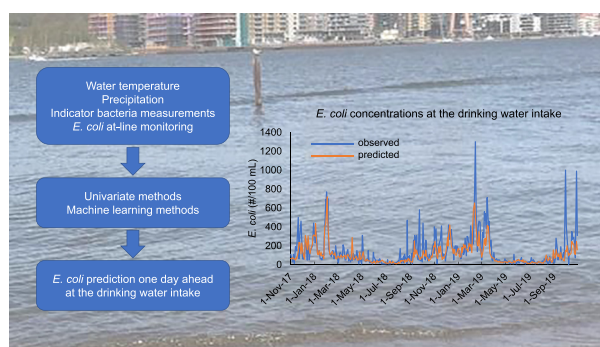 Water temperature
Precipitation
Indicator bacteria measurements
E. coli at-line monitoring
Univariate methods
Machine learning methods
E. coli prediction one day ahead
at the drinking water intake
E. coli concentrations at the drinking water intake
observed
predicted
E. coli (#/100 mL)
1400
1200
1000
800
600
400
200
0
1-Nov-17
1-Jan-18
1-Mar-18
1-May-18
1-Jul-18
1-Sep-18
1-Nov-18
1-Jan-19
1-Mar-19
1-May-19
1-Jul-19
1-Sep-19